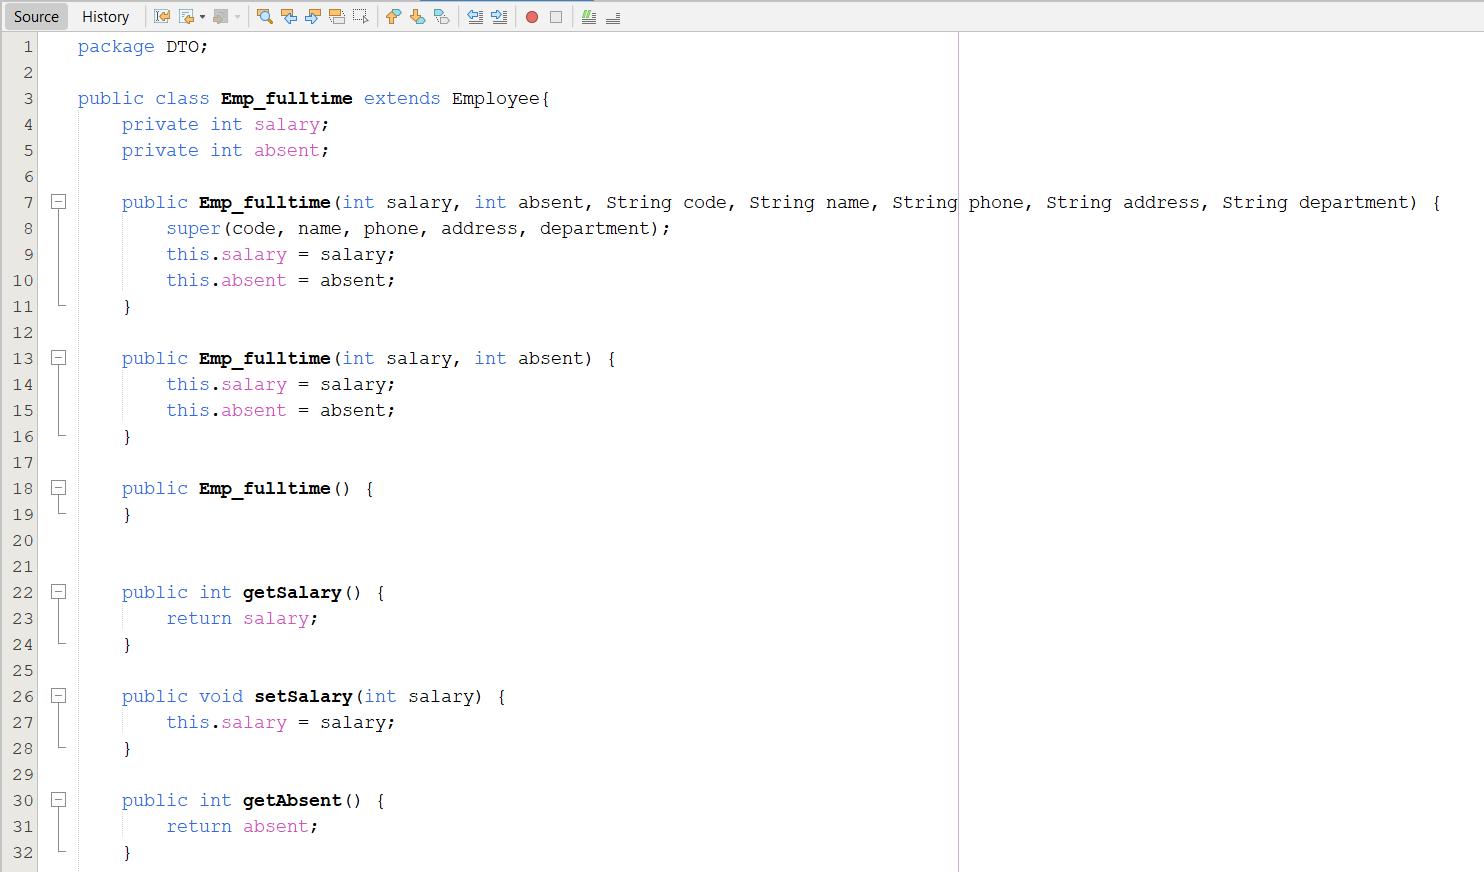 Source History
1 package DTO;
2
3 public class Emp_fulltime extends Employee{
4     private int salary;
5     private int absent;
6
7     public Emp_fulltime(int salary, int absent, String code, String name, String phone, String address, String department) {
8         super(code, name, phone, address, department);
9         this.salary = salary;
10         this.absent = absent;
11     }
12
13     public Emp_fulltime(int salary, int absent) {
14         this.salary = salary;
15         this.absent = absent;
16     }
17
18     public Emp_fulltime() {
19     }
20
21
22     public int getSalary() {
23         return salary;
24     }
25
26     public void setSalary(int salary) {
27         this.salary = salary;
28     }
29
30     public int getAbsent() {
31         return absent;
32     }